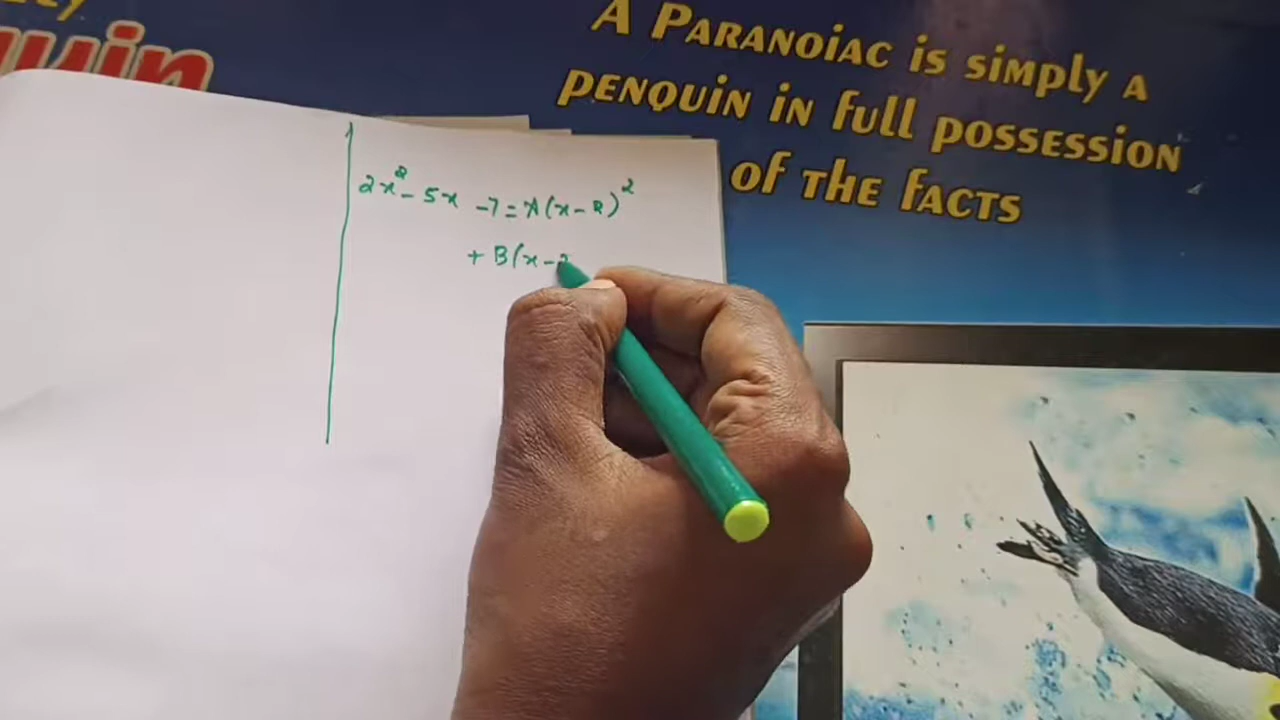 uin
A PARANOIAC is simply A
PENQUIN IN full POSSESSION
of THE FACTS
2x² - 5x - 7 = A(x - 2)²
+ B(x -